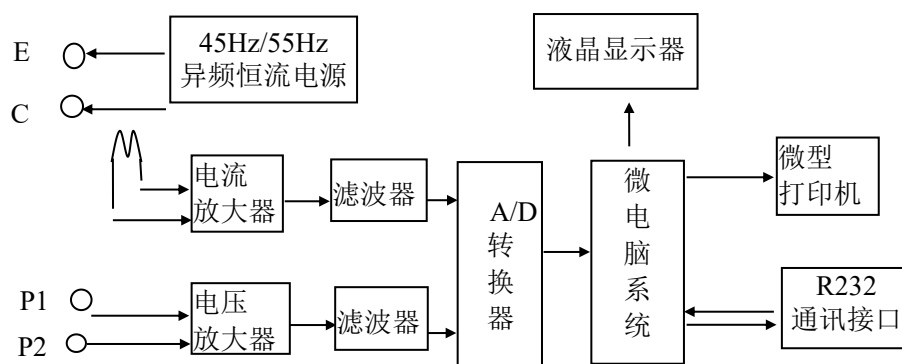 E
45Hz/55Hz
异频恒流电源
C
液晶显示器
电流
放大器
滤波器
A/D
转
换
器
微
电
脑
系
统
微型
打印机
P1
P2
电压
放大器
滤波器
R232
通讯接口